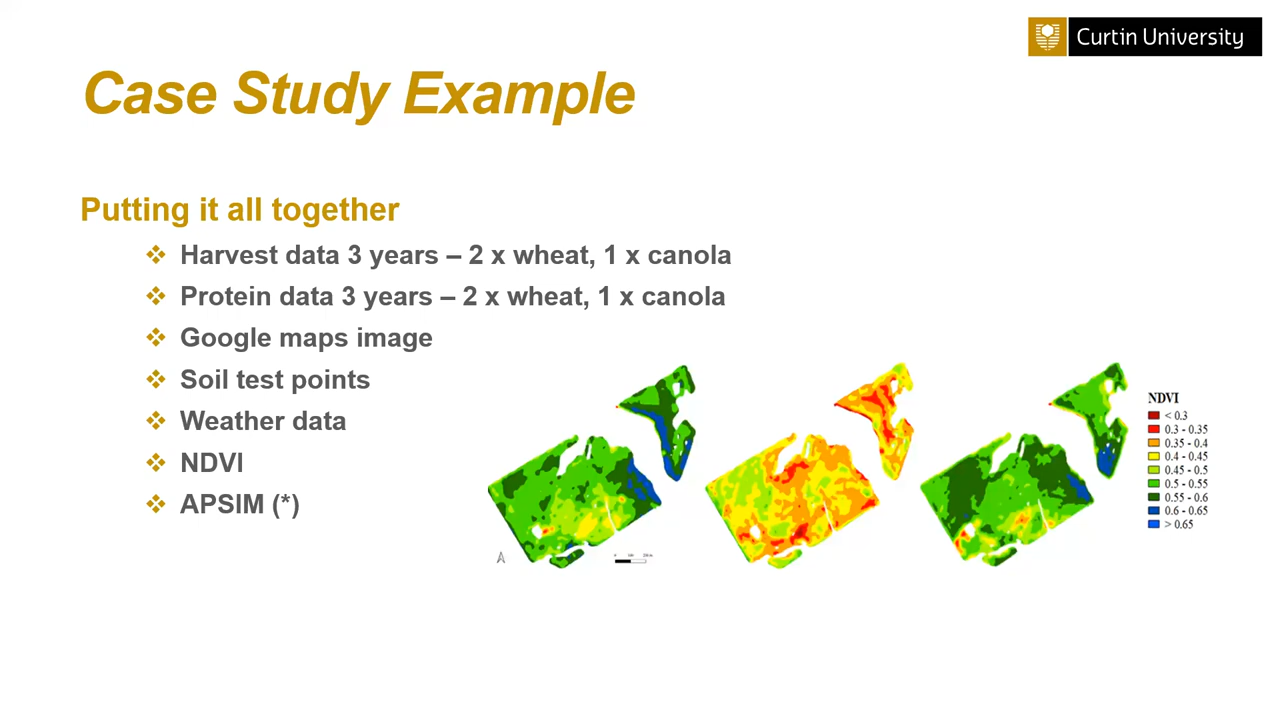 Curtin University
Case Study Example
Putting it all together
Harvest data 3 years – 2 x wheat, 1 x canola
Protein data 3 years – 2 x wheat, 1 x canola
Google maps image
Soil test points
Weather data
NDVI
APSIM (*)
NDVI
< 0.3
0.3 - 0.35
0.35 - 0.4
0.4 - 0.45
0.45 - 0.5
0.5 - 0.55
0.55 - 0.6
0.6 - 0.65
> 0.65